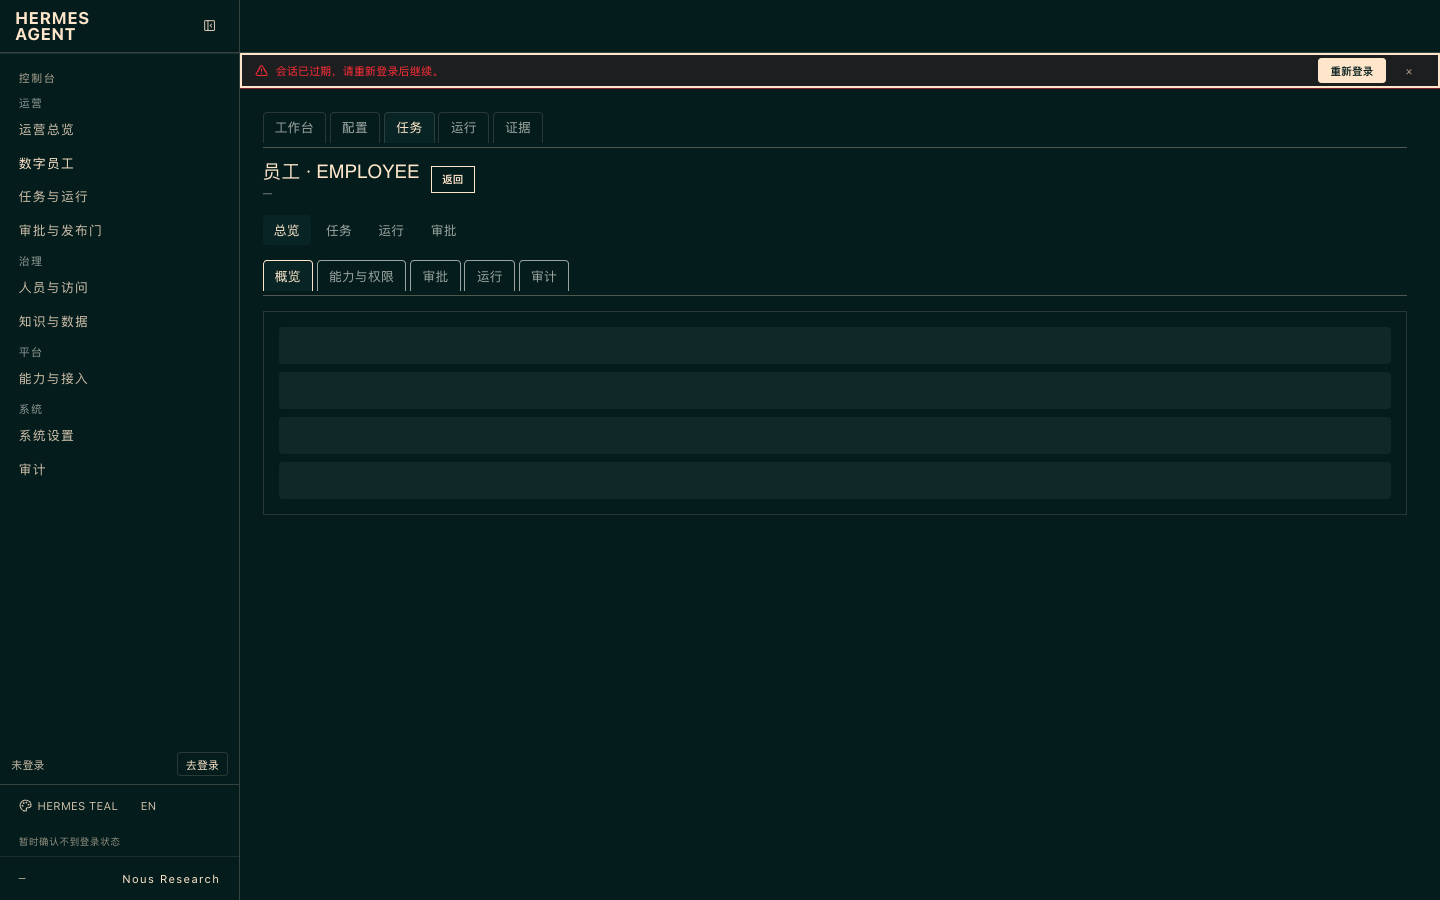 HERMES
AGENT
控制台
运营
运营总览
数字员工
任务与运行
审批与发布门
治理
人员与访问
知识与数据
平台
能力与接入
系统
系统设置
审计
未登录
去登录
HERMES TEAL
EN
暂时确认不到登录状态
—
Nous Research
会话已过期，请重新登录后继续。
重新登录
×
工作台
配置
任务
运行
证据
员工 · EMPLOYEE
返回
—
总览
任务
运行
审批
概览
能力与权限
审批
运行
审计